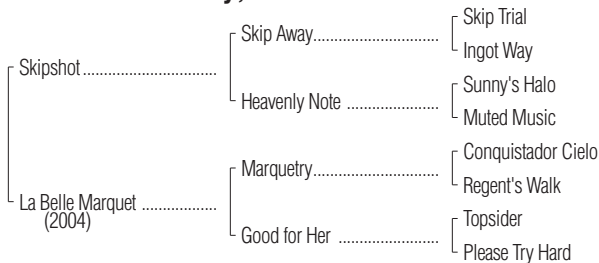 Skip Trial
Skip Away
Ingot Way
Skipshot
Sunny's Halo
Heavenly Note
Muted Music
Conquistador Cielo
Marquetry
Regent's Walk
La Belle Marquet
(2004)
Topsider
Good for Her
Please Try Hard